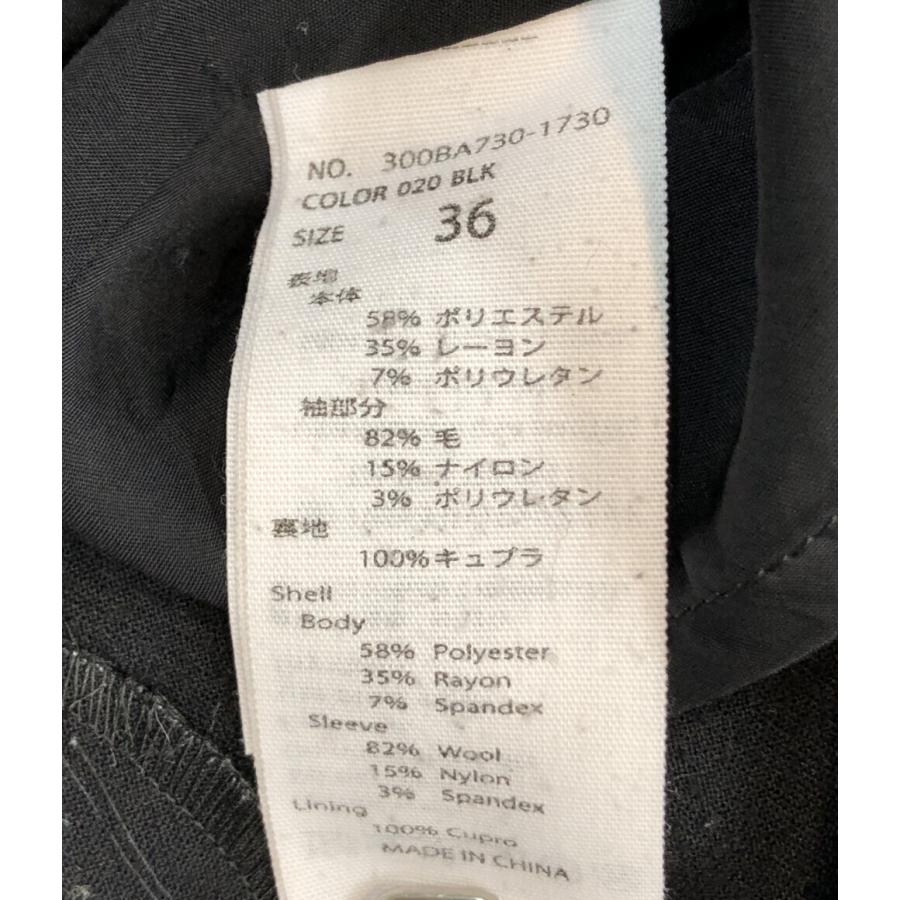 NO. 300BA730-1730
COLOR 020 BLK
SIZE 36
表地
本体
58% ポリエステル
35% レーヨン
7% ポリウレタン
袖部分
82% 毛
15% ナイロン
3% ポリウレタン
裏地
100% キュプラ
Shell
Body
58% Polyester
35% Rayon
7% Spandex
Sleeve
82% Wool
15% Nylon
3% Spandex
Lining
100% Cupro
MADE IN CHINA